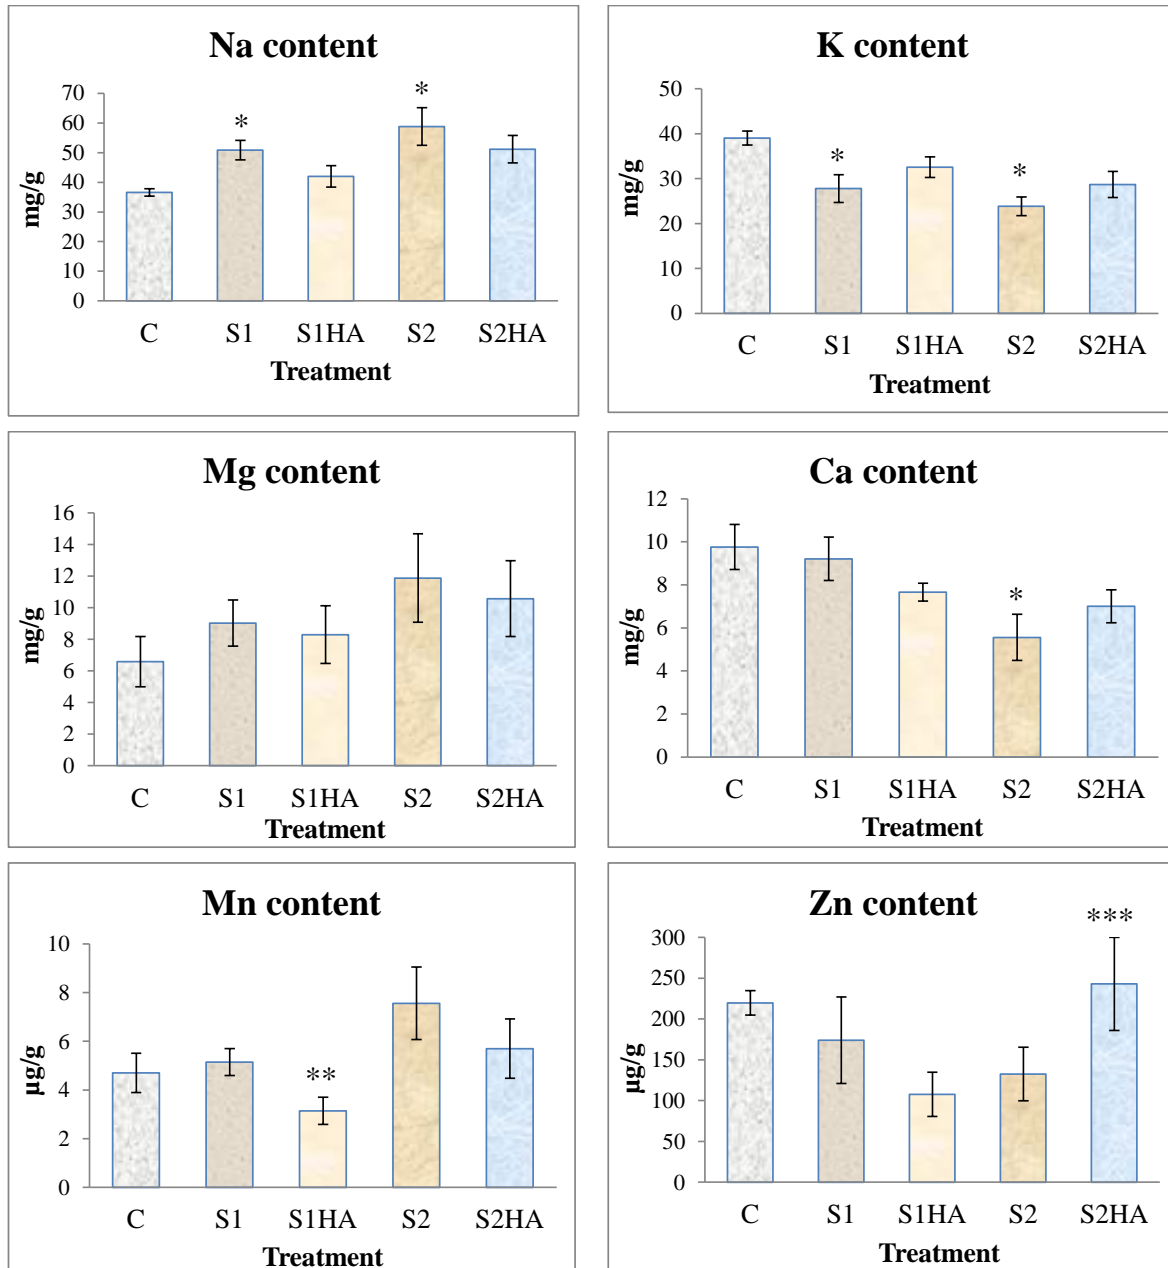 Na content
*
*
70
60
50
40
30
20
10
0
mg/g
C S1 S1HA S2 S2HA
Treatment
K content
*
*
50
40
30
20
10
0
mg/g
C S1 S1HA S2 S2HA
Treatment
Mg content
16
14
12
10
8
6
4
2
0
mg/g
C S1 S1HA S2 S2HA
Treatment
Ca content
*
12
10
8
6
4
2
0
mg/g
C S1 S1HA S2 S2HA
Treatment
Mn content
**
10
8
6
4
2
0
µg/g
C S1 S1HA S2 S2HA
Treatment
Zn content
***
300
250
200
150
100
50
0
µg/g
C S1 S1HA S2 S2HA
Treatment